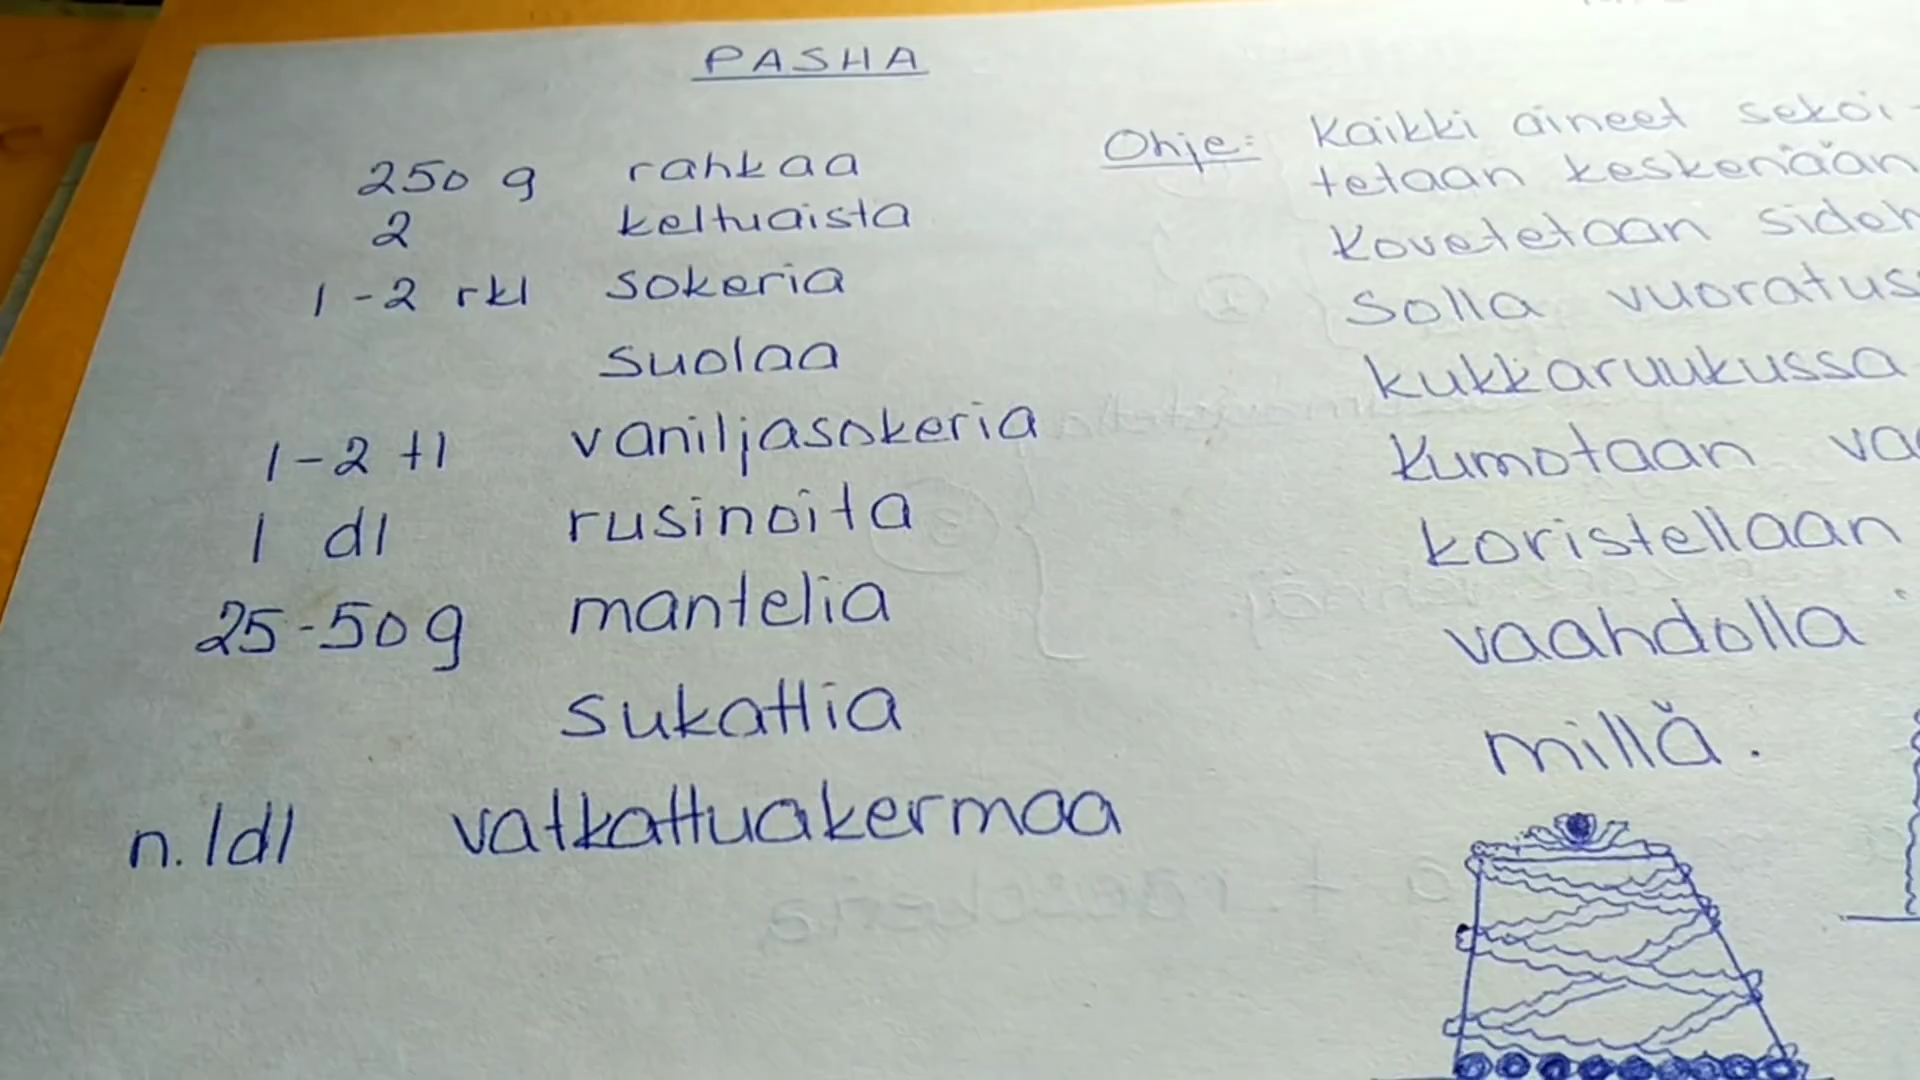 PASHA
250 g rahkaa
2 keltuaista
1-2 rkl sokeria
suolaa
1-2 tl vaniljasokeria
1 dl rusinoita
25-50 g mantelia
sukattia
n. 1dl vatkattuakermaa
Ohje: Kaikki aineet sekoi-
tetaan keskenään
Kovetetaan
Solla
kukkaruukussa
Kumotaan
koristellaan
vaahdolla
millä.